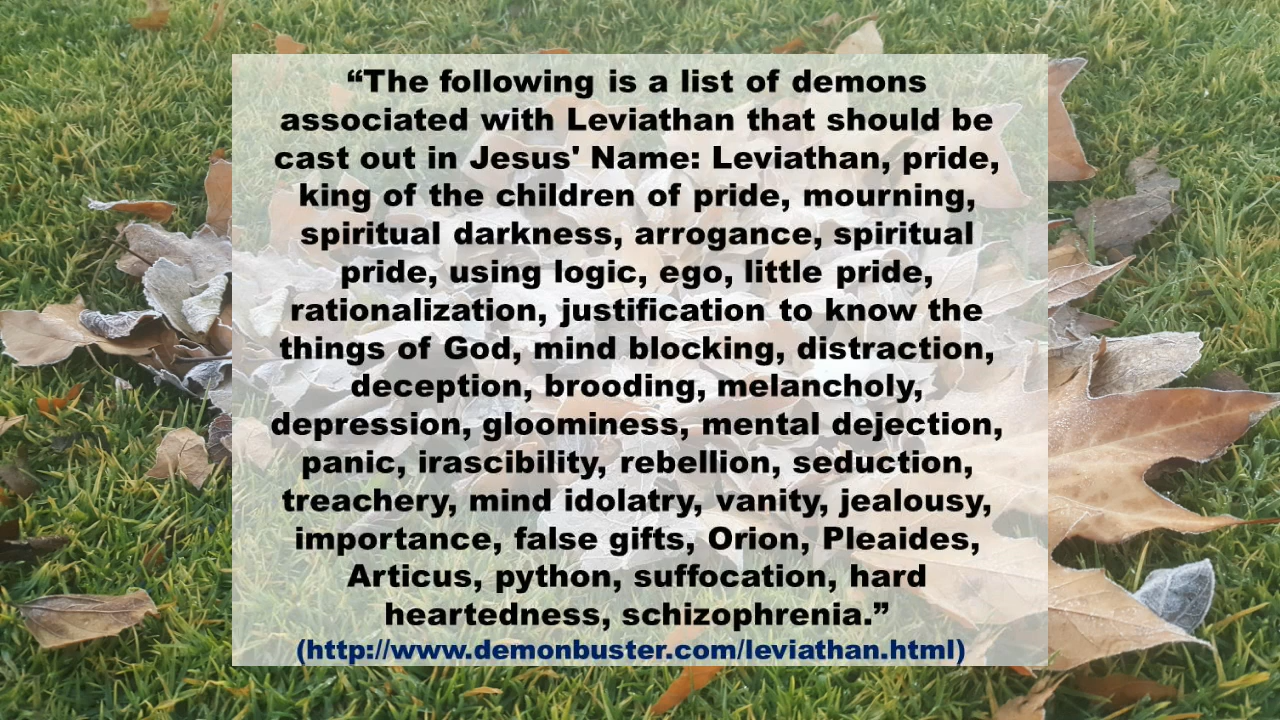 “The following is a list of demons
associated with Leviathan that should be
cast out in Jesus' Name: Leviathan, pride,
king of the children of pride, mourning,
spiritual darkness, arrogance, spiritual
pride, using logic, ego, little pride,
rationalization, justification to know the
things of God, mind blocking, distraction,
deception, brooding, melancholy,
depression, gloominess, mental dejection,
panic, irascibility, rebellion, seduction,
treachery, mind idolatry, vanity, jealousy,
importance, false gifts, Orion, Pleaides,
Articus, python, suffocation, hard
heartedness, schizophrenia.”
(http://www.demonbuster.com/leviathan.html)